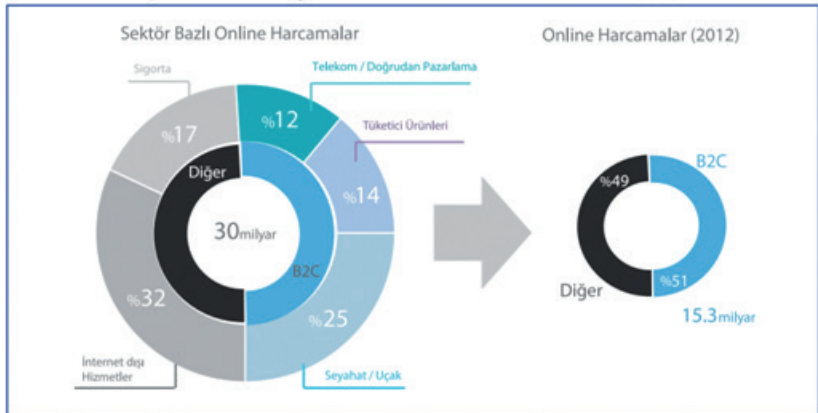 Sektör Bazlı Online Harcamalar
Online Harcamalar (2012)
Sigorta
Telekom / Doğrudan Pazarlama
%12
%17
Tüketici Ürünleri
Diğer
B2C
%49
%14
30milyar
B2C
%51
%32
Diğer
%25
15.3milyar
İnternet dışı
Hizmetler
Seyahat / Uçak